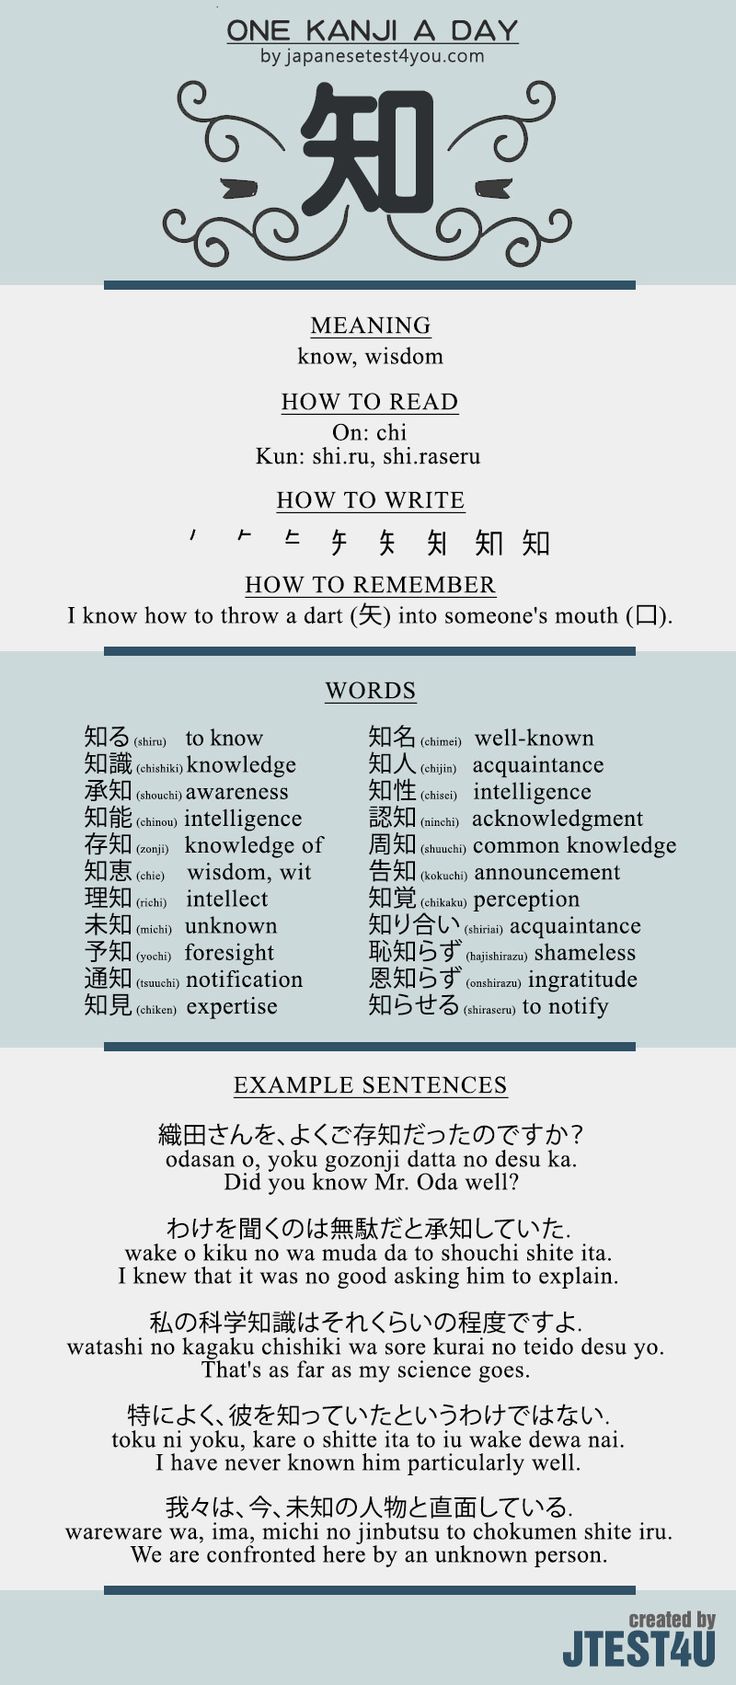 ONE KANJI A DAY
by japanesetest4you.com
知
MEANING
know, wisdom
HOW TO READ
On: chi
Kun: shi.ru, shi.raseru
HOW TO WRITE
知
HOW TO REMEMBER
I know how to throw a dart (矢) into someone's mouth (口).
WORDS
知る (shiru) to know
知識 (chishiki) knowledge
承知 (shouchi) awareness
知能 (chinou) intelligence
存知 (zonji) knowledge of
知恵 (chie) wisdom, wit
理知 (richi) intellect
未知 (michi) unknown
予知 (yochi) foresight
通知 (tsuuchi) notification
知見 (chiken) expertise
知名 (chimei) well-known
知人 (chijin) acquaintance
知性 (chisei) intelligence
認知 (ninchi) acknowledgment
周知 (shuuchi) common knowledge
告知 (kokuchi) announcement
知覚 (chikaku) perception
知り合い (shiriai) acquaintance
恥知らず (hajishirazu) shameless
恩知らず (onshirazu) ingratitude
知らせる (shiraseru) to notify
EXAMPLE SENTENCES
織田さんを、よくご存知だったのですか？
odasan o, yoku gozonji datta no desu ka.
Did you know Mr. Oda well?
わけを聞くのは無駄だと承知していた.
wake o kiku no wa muda da to shouchi shite ita.
I knew that it was no good asking him to explain.
私の科学知識はそれくらいの程度ですよ.
watashi no kagaku chishiki wa sore kurai no teido desu yo.
That's as far as my science goes.
特によく、彼を知っていたというわけではない.
toku ni yoku, kare o shitte ita to iu wake dewa nai.
I have never known him particularly well.
我々は、今、未知の人物と直面している.
wareware wa, ima, michi no jinbutsu to chokumen shite iru.
We are confronted here by an unknown person.
created by
JTEST4U